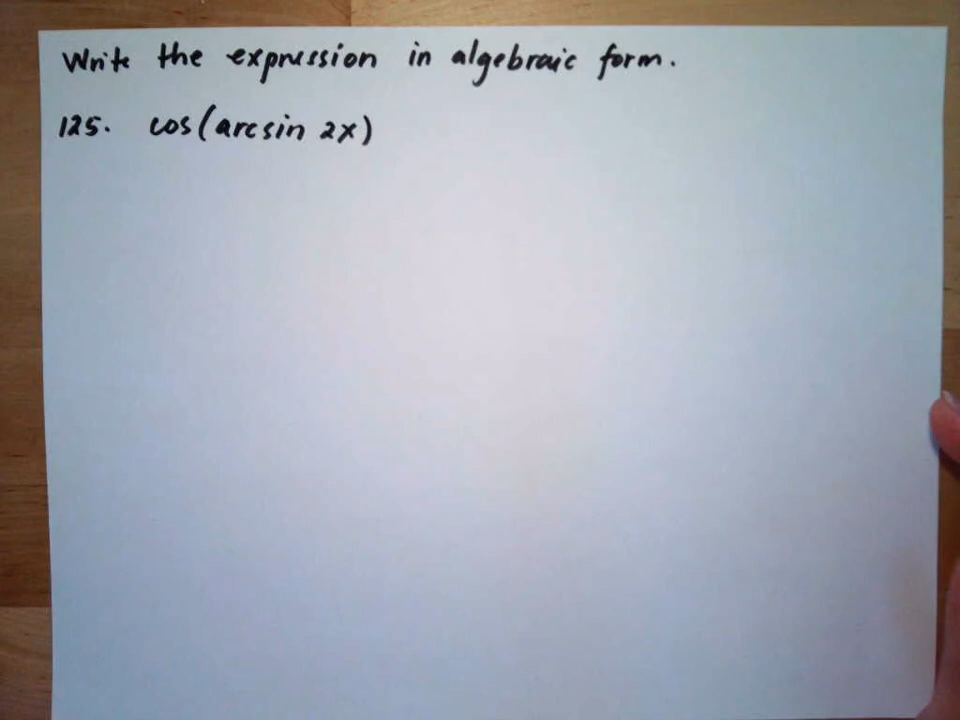 Write the expression in algebraic form.
125. cos(arcsin 2x)